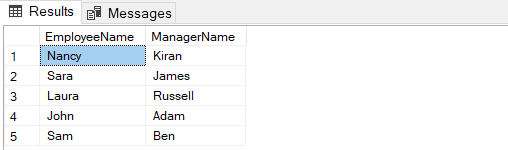 Results Messages
EmployeeName ManagerName
1 Nancy Kiran
2 Sara James
3 Laura Russell
4 John Adam
5 Sam Ben